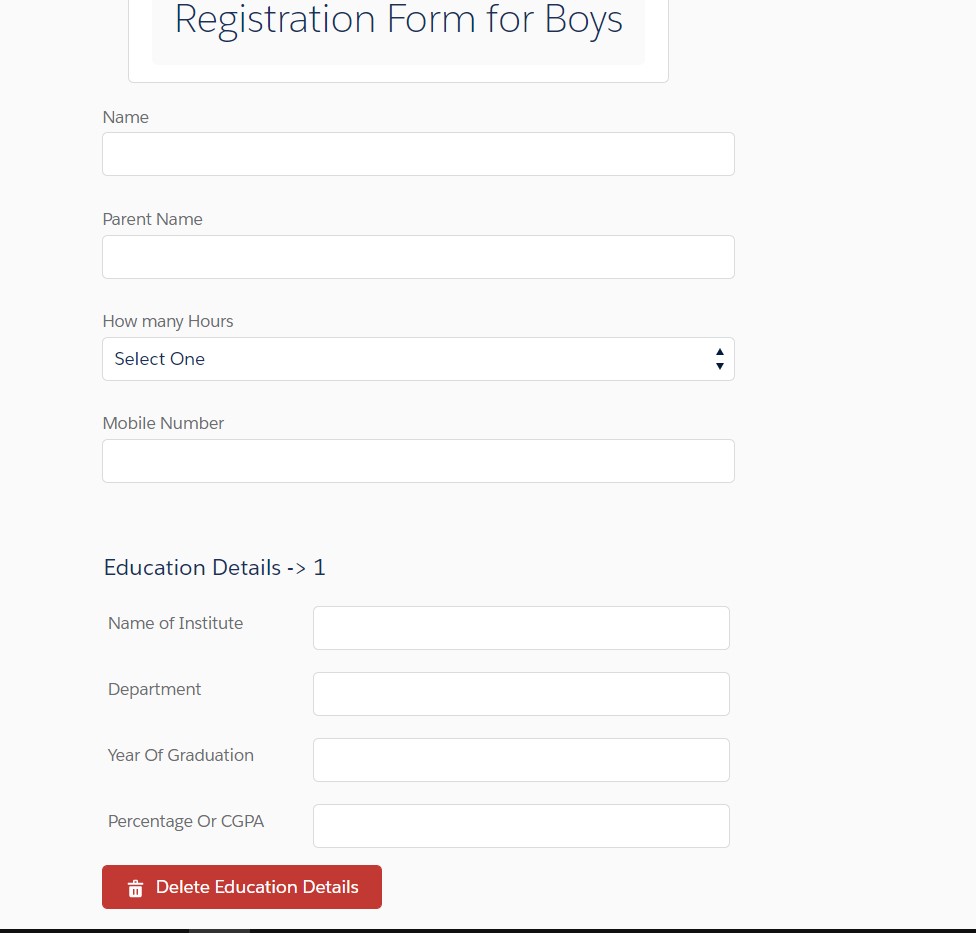 Registration Form for Boys
Name
Parent Name
How many Hours
Select One
Mobile Number
Education Details -> 1
Name of Institute
Department
Year Of Graduation
Percentage Or CGPA
Delete Education Details